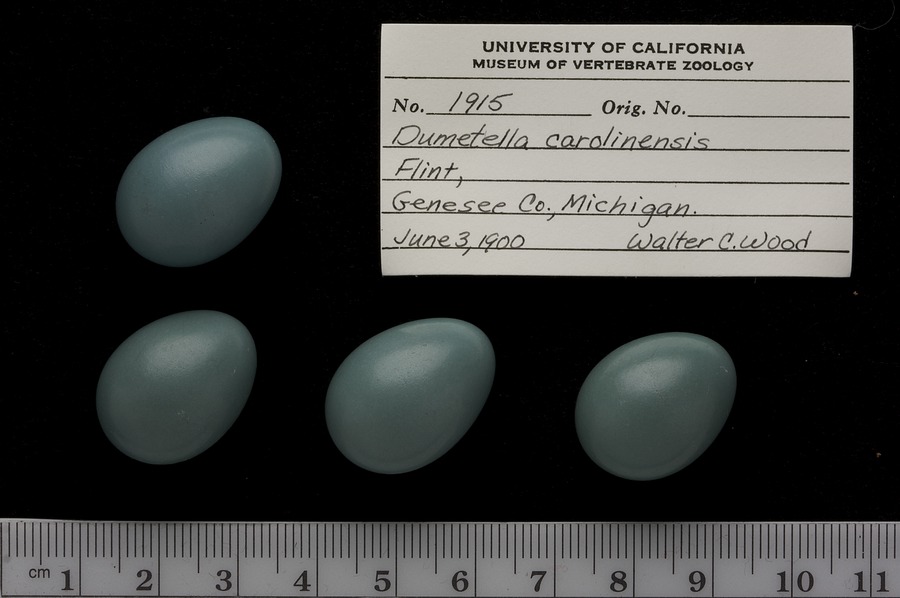 UNIVERSITY OF CALIFORNIA
MUSEUM OF VERTEBRATE ZOOLOGY
No. 1915 Orig. No.
Dumetella carolinensis
Flint,
Genesee Co., Michigan.
June 3, 1900 Walter C. Wood
cm 1 2 3 4 5 6 7 8 9 10 11